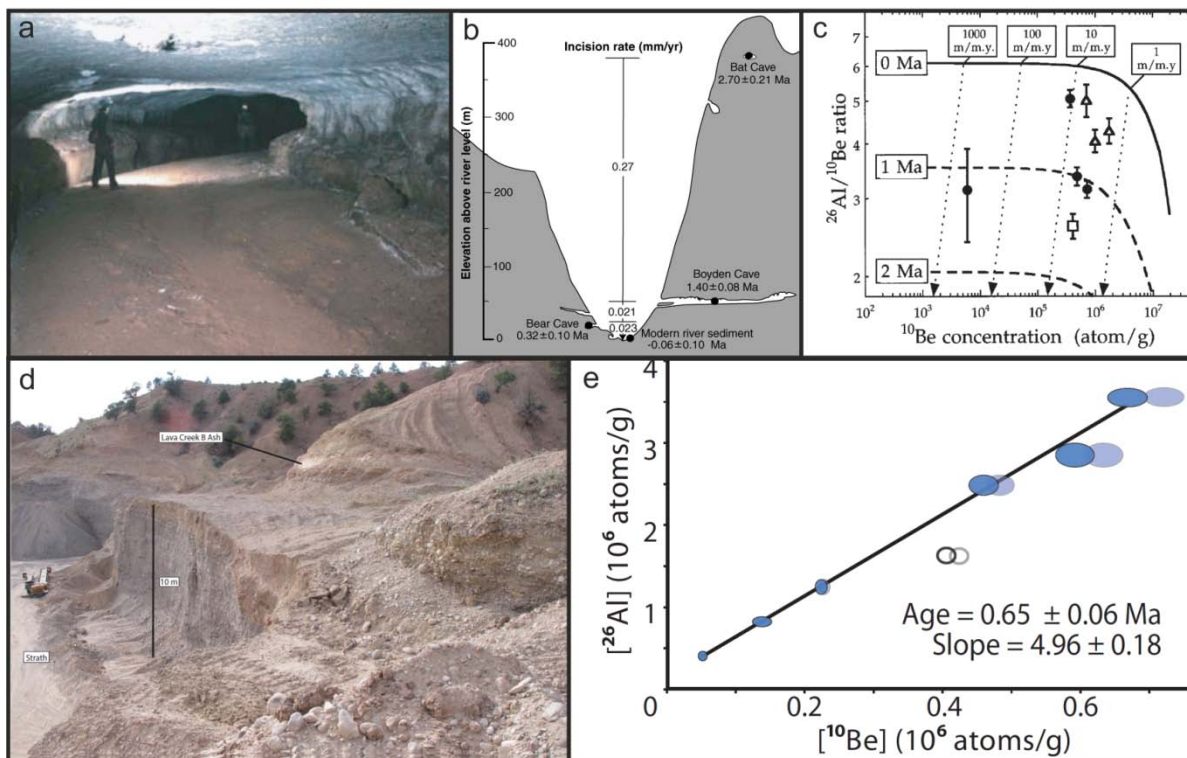 a
b
Incision rate (mm/yr)
Elevation above river level (m)
400
300
200
100
0
Bat Cave
2.70±0.21 Ma
0.27
Boyden Cave
1.40±0.08 Ma
0.021
Bear Cave
0.32±0.10 Ma
0.023
Modern river sediment
-0.06±0.10 Ma
c
1000 m/m.y.
100 m/m.y.
10 m/m.y.
1 m/m.y
²⁶Al/¹⁰Be ratio
7
6
5
4
3
2
0 Ma
1 Ma
2 Ma
10² 10³ 10⁴ 10⁵ 10⁶ 10⁷
¹⁰Be concentration (atom/g)
d
Lava Creek B Ash
10 m
Strath
e
[²⁶Al] (10⁶ atoms/g)
4
3
2
1
0
Age = 0.65 ± 0.06 Ma
Slope = 4.96 ± 0.18
0.2 0.4 0.6
[¹⁰Be] (10⁶ atoms/g)